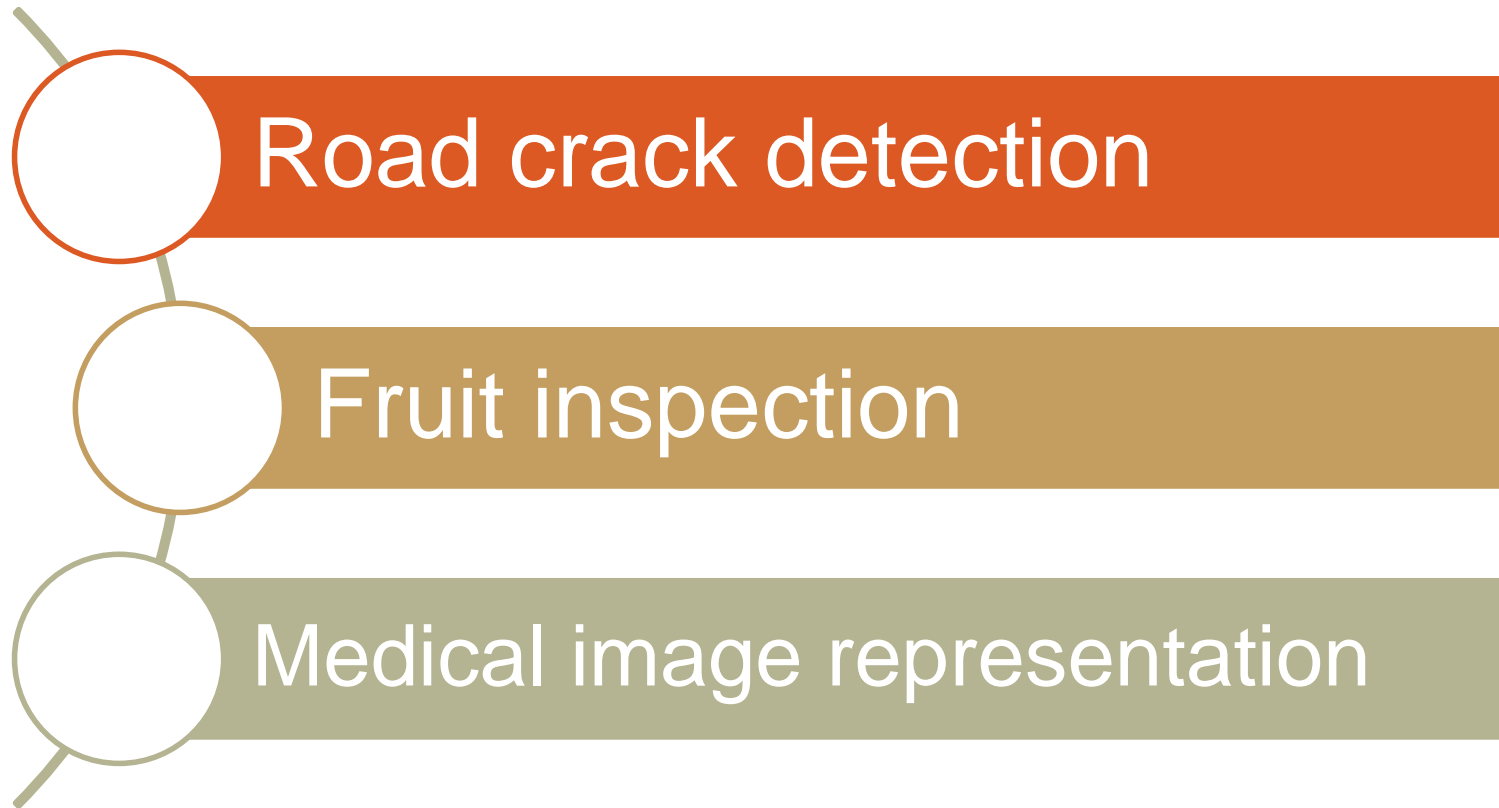 Road crack detection
Fruit inspection
Medical image representation